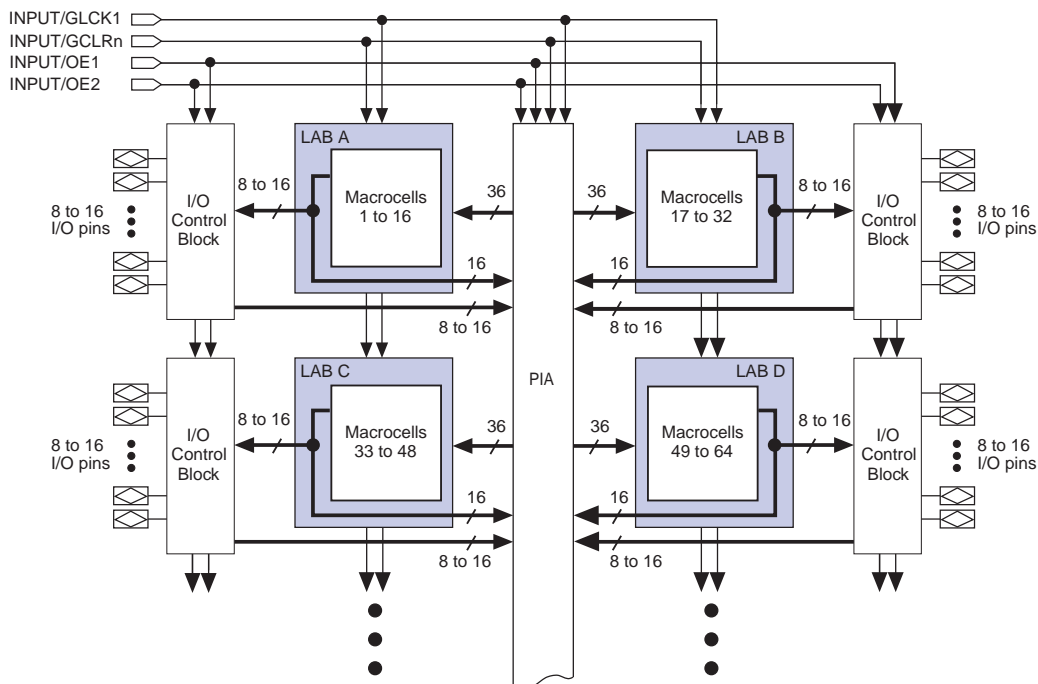 INPUT/GLCK1
INPUT/GCLRn
INPUT/OE1
INPUT/OE2
LAB A
LAB B
8 to 16
I/O pins
I/O
Control
Block
8 to 16
Macrocells
1 to 16
36
36
Macrocells
17 to 32
8 to 16
I/O
Control
Block
8 to 16
I/O pins
16
16
8 to 16
8 to 16
LAB C
PIA
LAB D
8 to 16
I/O pins
I/O
Control
Block
8 to 16
Macrocells
33 to 48
36
36
Macrocells
49 to 64
8 to 16
I/O
Control
Block
8 to 16
I/O pins
16
16
8 to 16
8 to 16